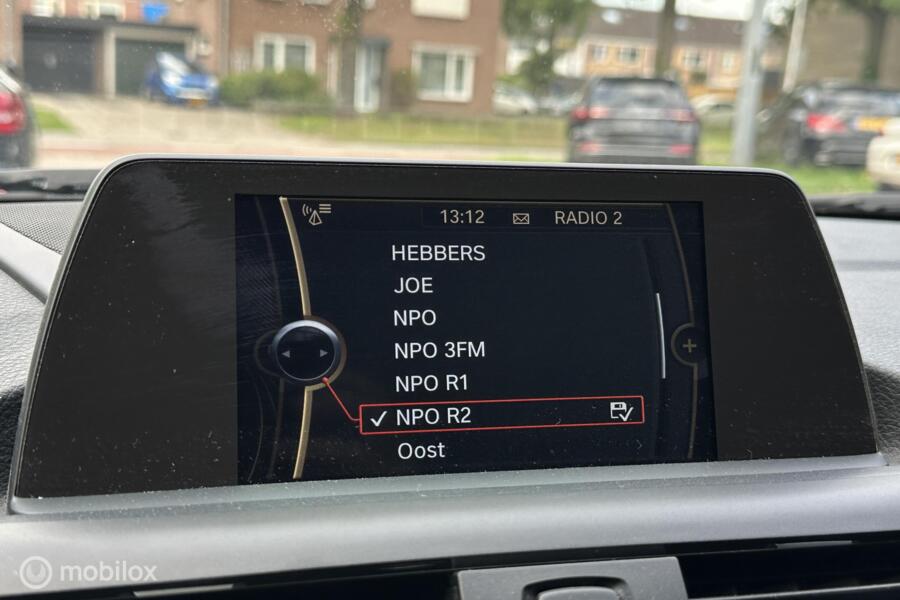 13:12 RADIO 2
HEBBERS
JOE
NPO
NPO 3FM
NPO R1
NPO R2
Oost
mobilox